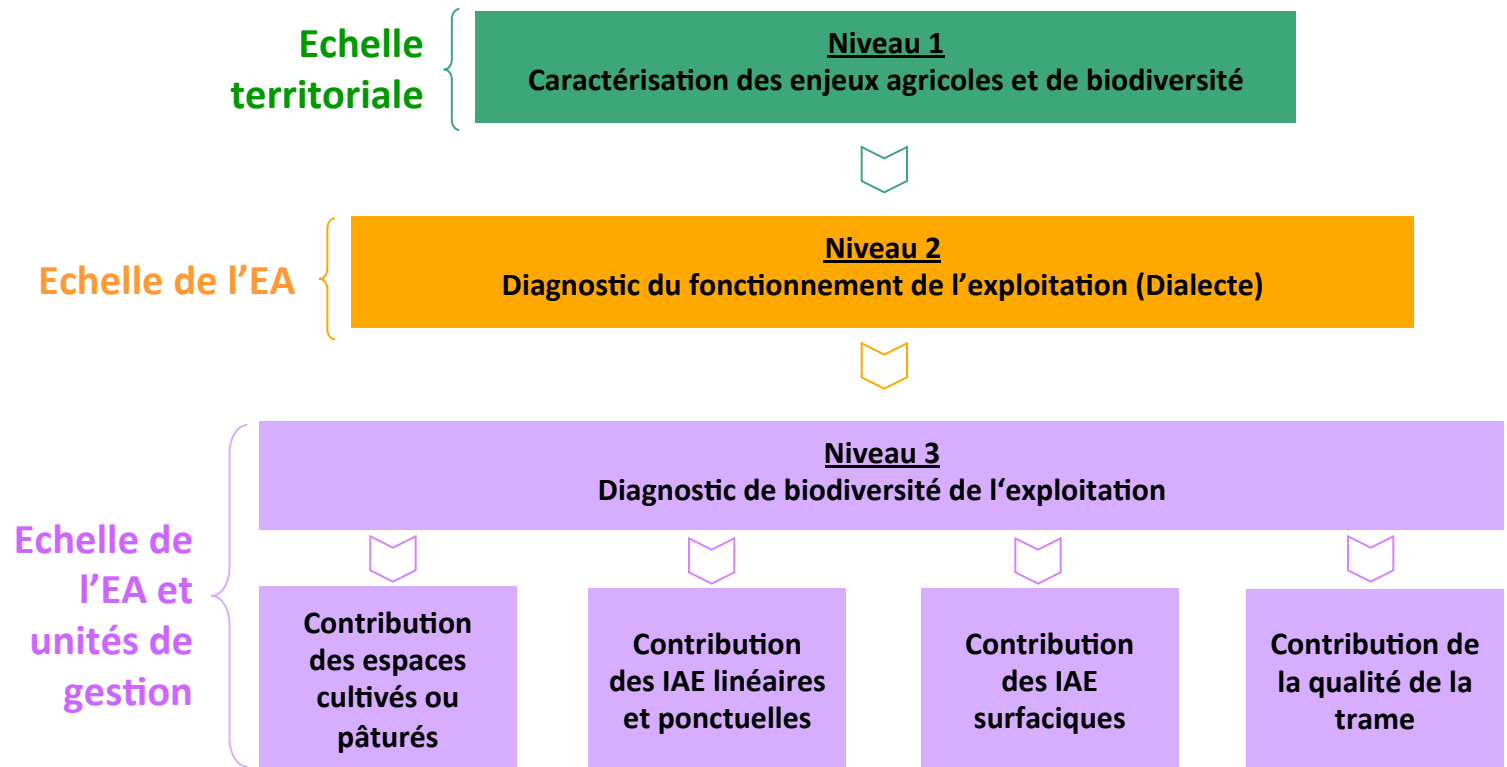 Echelle
territoriale
Niveau 1
Caractérisation des enjeux agricoles et de biodiversité
Echelle de l’EA
Niveau 2
Diagnostic du fonctionnement de l’exploitation (Dialecte)
Echelle de
l’EA et
unités de
gestion
Niveau 3
Diagnostic de biodiversité de l‘exploitation
Contribution
des espaces
cultivés ou
pâturés
Contribution
des IAE linéaires
et ponctuelles
Contribution
des IAE
surfaciques
Contribution de
la qualité de la
trame